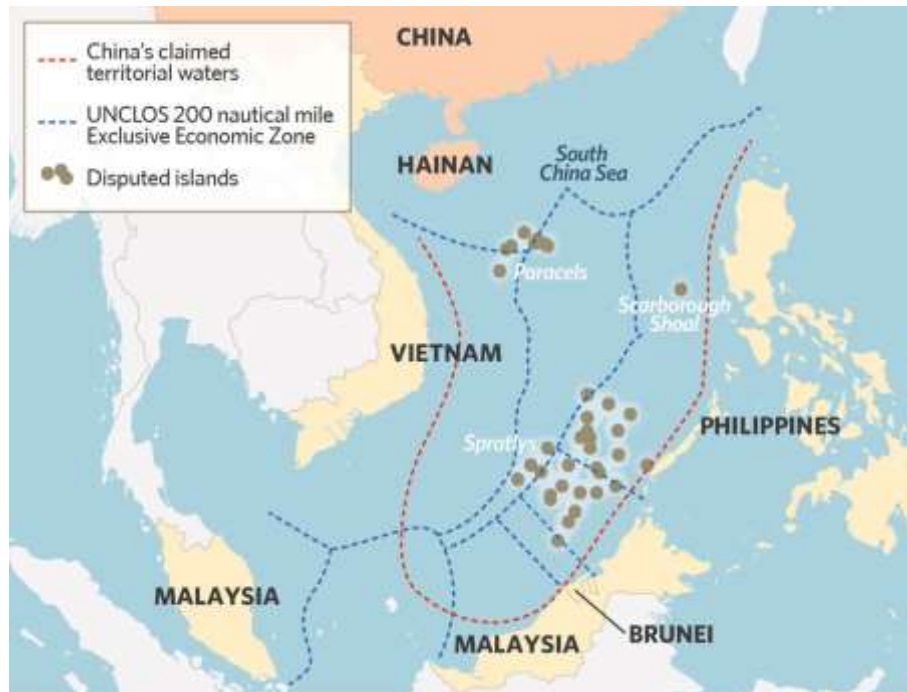 China's claimed
territorial waters
UNCLOS 200 nautical mile
Exclusive Economic Zone
Disputed islands
CHINA
HAINAN
South
China Sea
Paracels
Scarborough
Shoal
VIETNAM
PHILIPPINES
Spratlys
MALAYSIA
MALAYSIA
BRUNEI